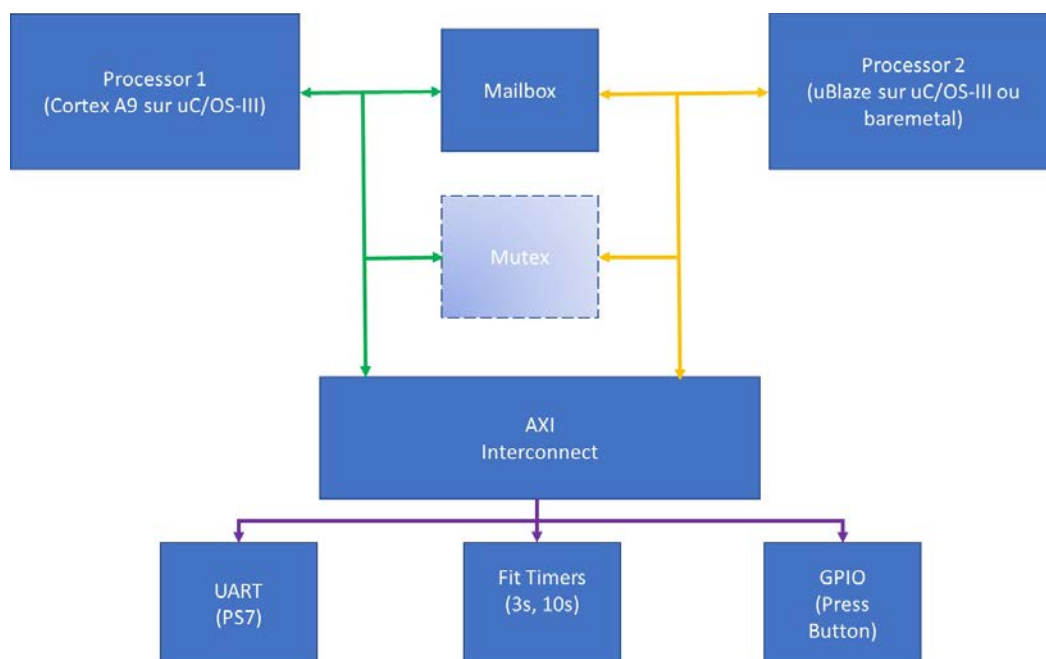 Processor 1
(Cortex A9 sur uC/OS-III)
Mailbox
Processor 2
(uBlaze sur uC/OS-III ou
baremetal)
Mutex
AXI
Interconnect
UART
(PS7)
Fit Timers
(3s, 10s)
GPIO
(Press
Button)